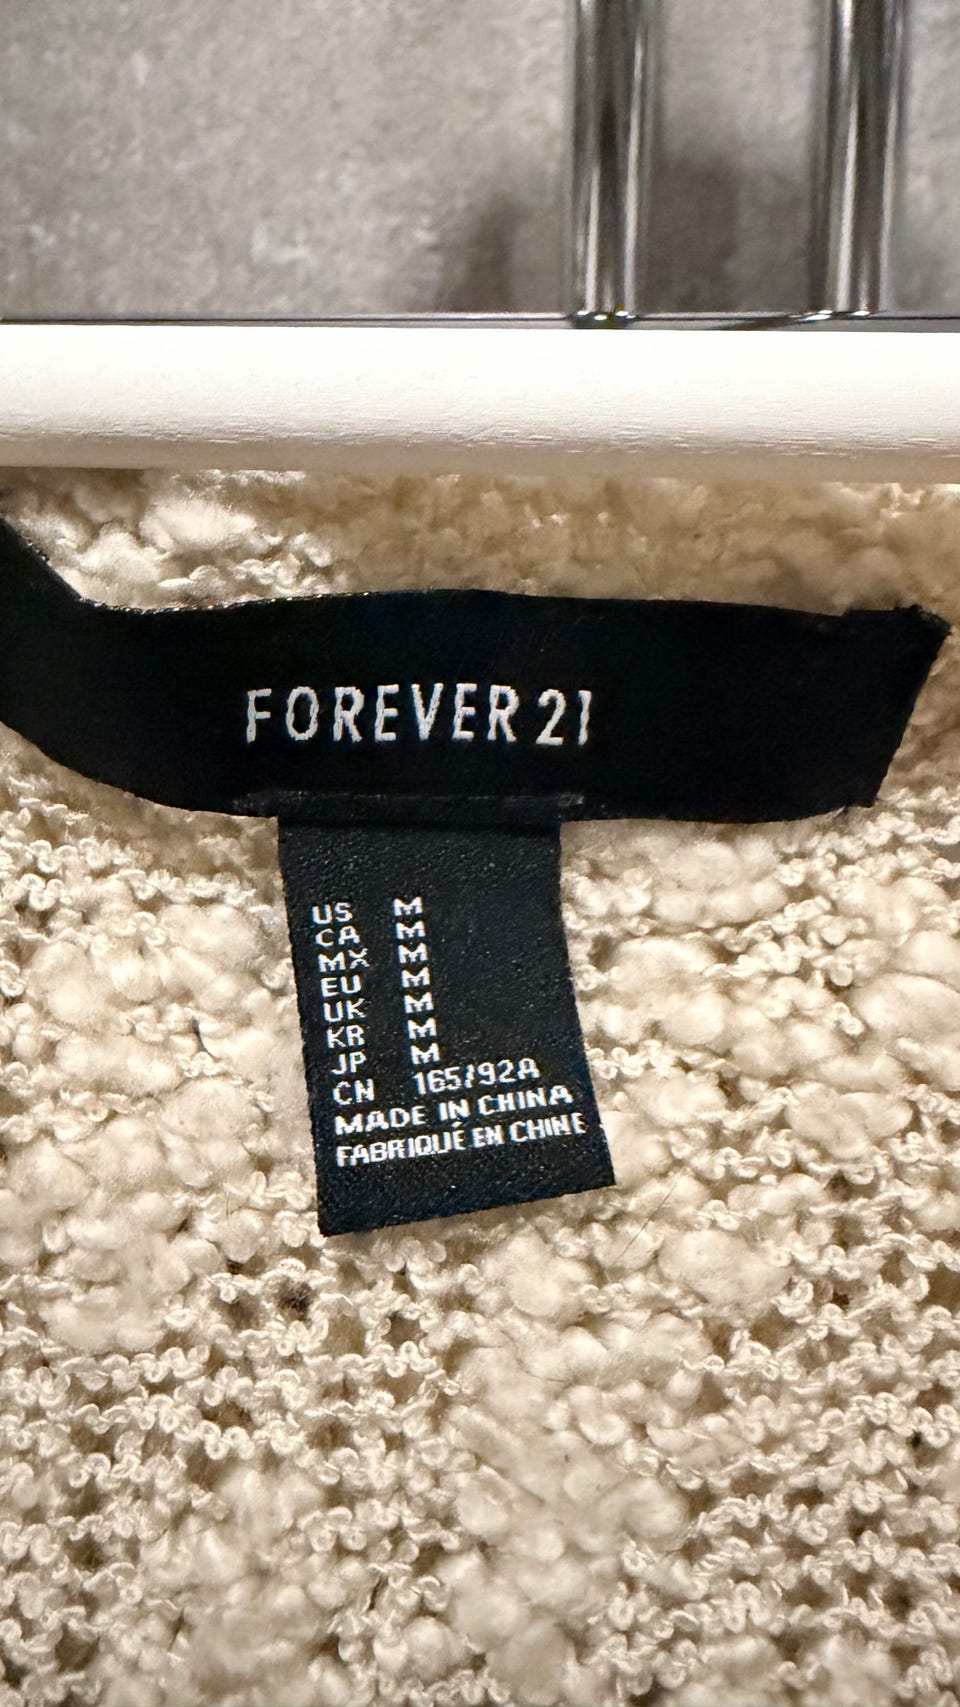 FOREVER 21
US M
CA M
MX M
EU M
UK M
KR M
JP M
CN 165/92A
MADE IN CHINA
FABRIQUÉ EN CHINE